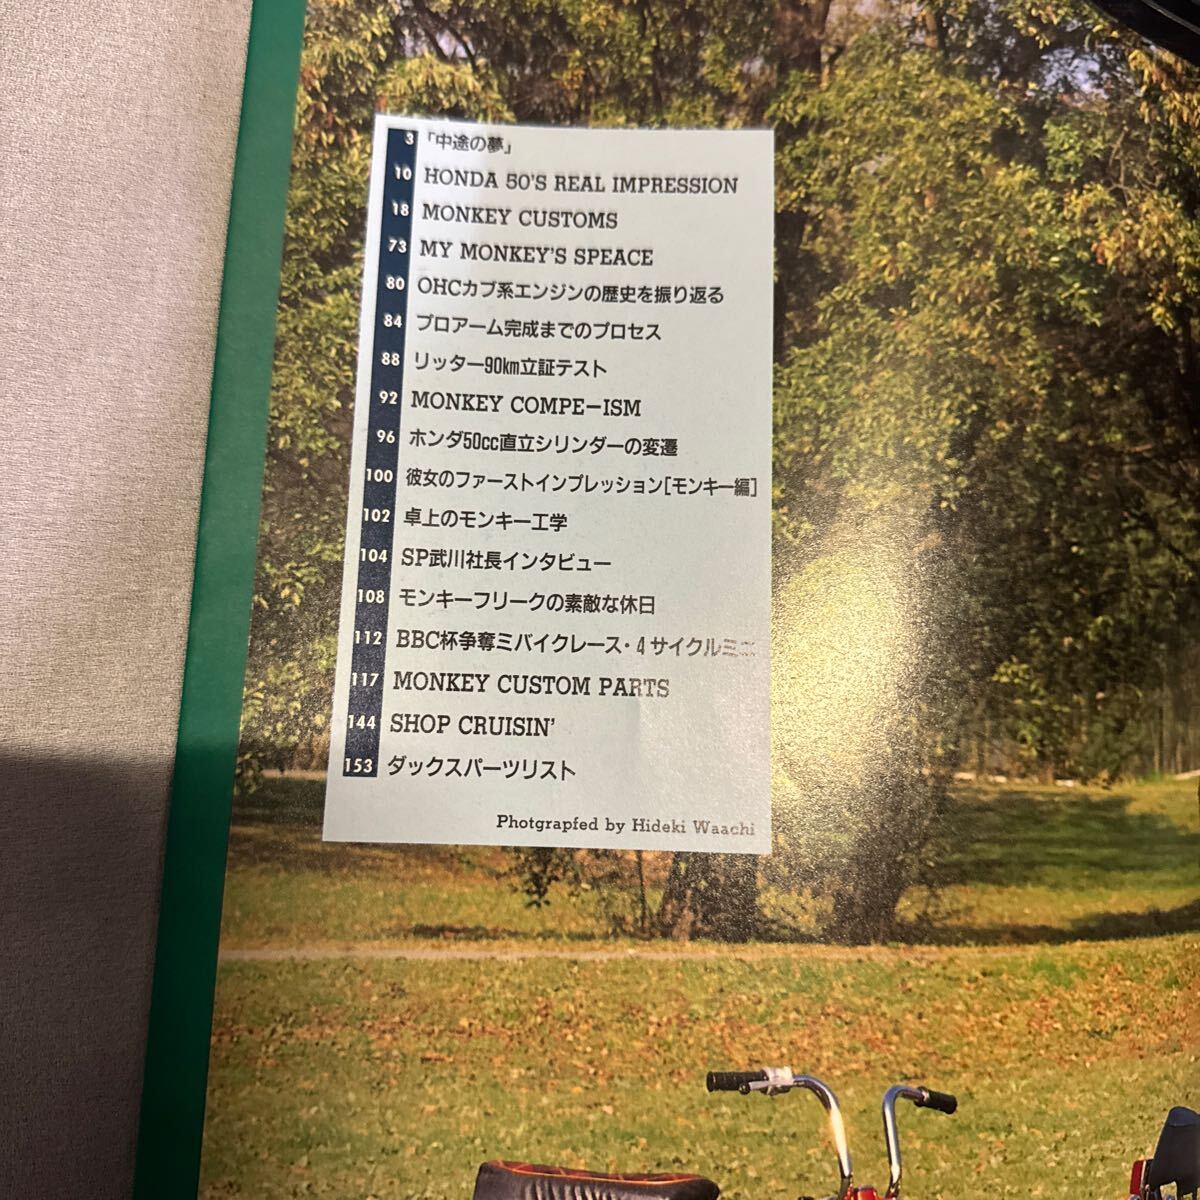 3 「中途の夢」
10 HONDA 50'S REAL IMPRESSION
18 MONKEY CUSTOMS
73 MY MONKEY'S SPEACE
80 OHCカブ系エンジンの歴史を振り返る
84 プロアーム完成までのプロセス
88 リッター90km立証テスト
92 MONKEY COMPE-ISM
96 ホンダ50cc直立シリンダーの変遷
100 彼女のファーストインプレッション[モンキー編]
102 卓上のモンキー工学
104 SP武川社長インタビュー
108 モンキーフリークの素敵な休日
112 BBC杯争奪ミバイクレース・4サイクルミニ
117 MONKEY CUSTOM PARTS
144 SHOP CRUISIN'
153 ダックスパーツリスト
Photgrapfed by Hideki Waachi